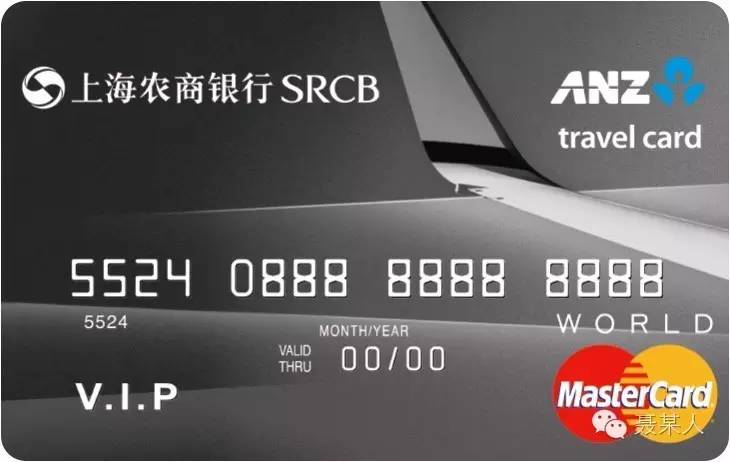 上海农商银行 SRCB
ANZ
travel card
5524 0888 8888 8888
5524
WORLD
MONTH/YEAR
VALID THRU 00/00
V.I.P
MasterCard
聂某人